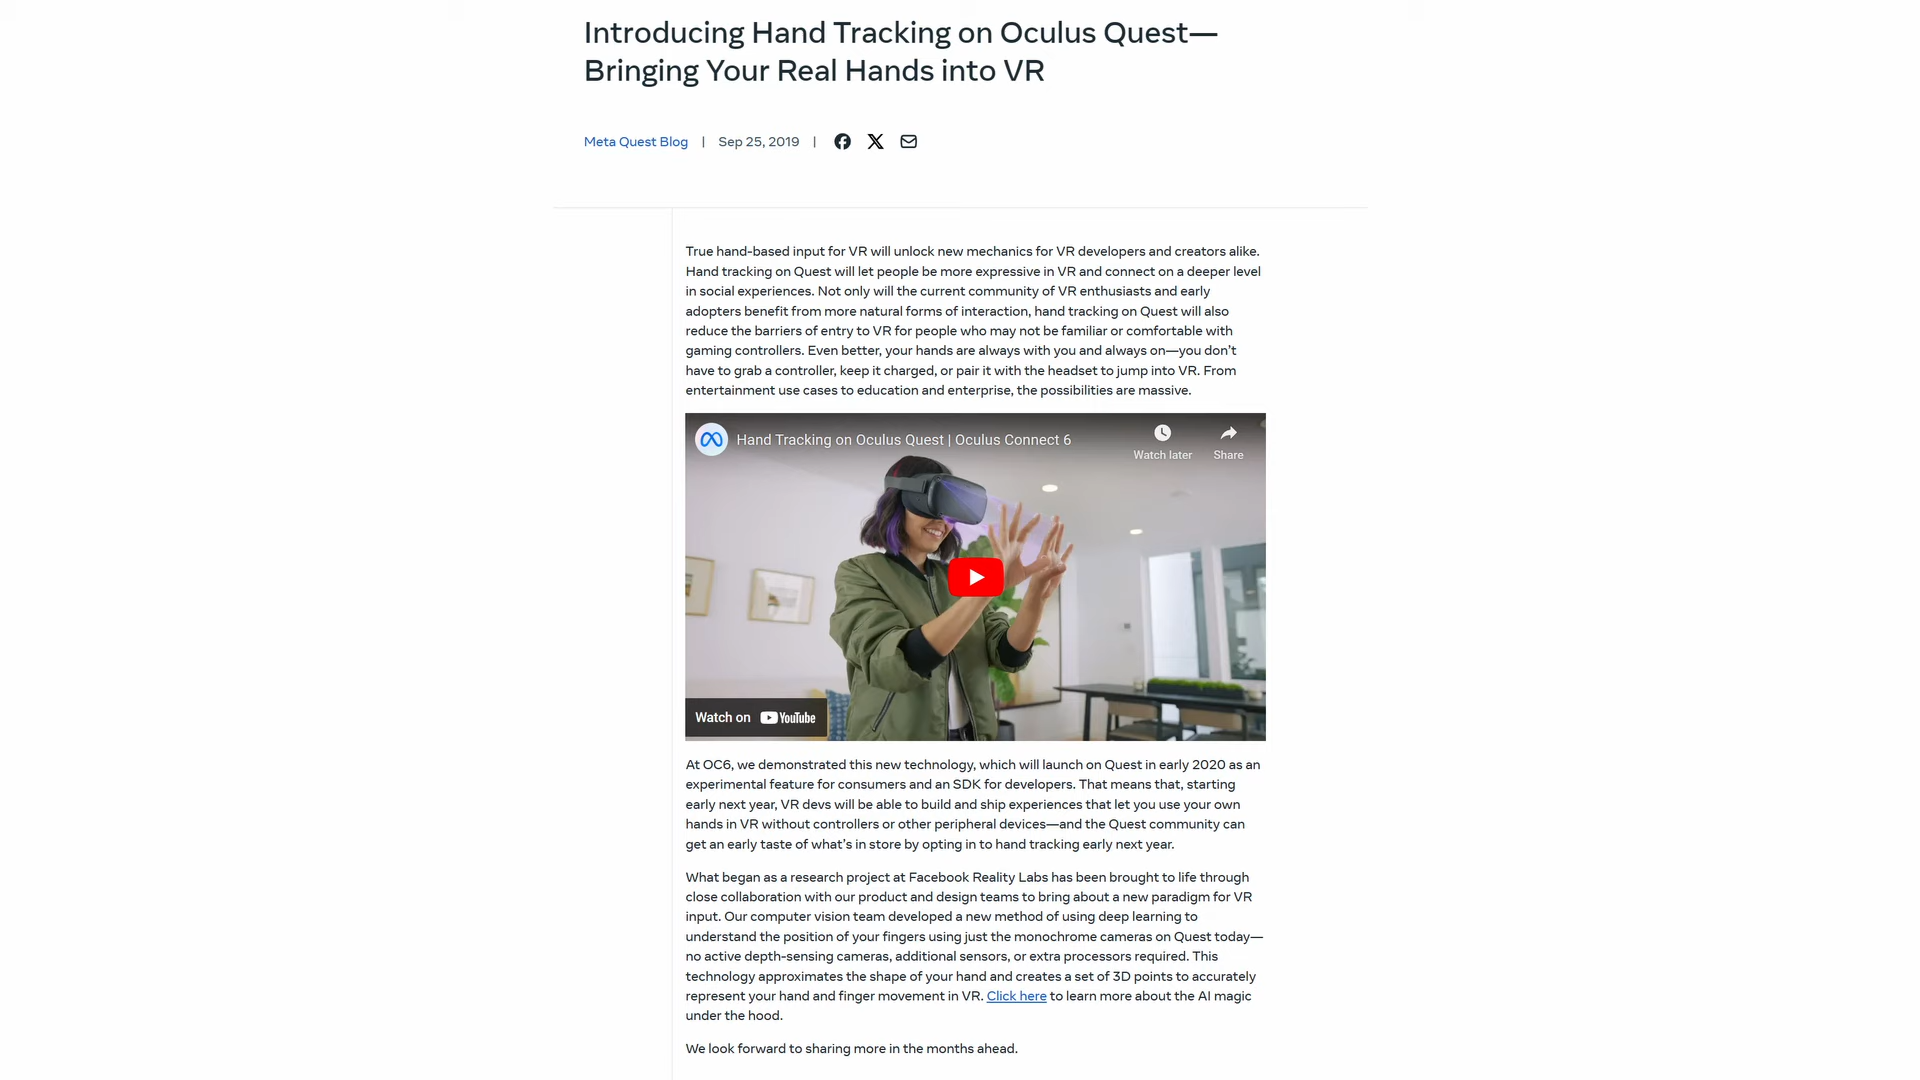 Introducing Hand Tracking on Oculus Quest—
Bringing Your Real Hands into VR
Meta Quest Blog | Sep 25, 2019 |
True hand-based input for VR will unlock new mechanics for VR developers and creators alike.
Hand tracking on Quest will let people be more expressive in VR and connect on a deeper level
in social experiences. Not only will the current community of VR enthusiasts and early
adopters benefit from more natural forms of interaction, hand tracking on Quest will also
reduce the barriers of entry to VR for people who may not be familiar or comfortable with
gaming controllers. Even better, your hands are always with you and always on—you don’t
have to grab a controller, keep it charged, or pair it with the headset to jump into VR. From
entertainment use cases to education and enterprise, the possibilities are massive.
Hand Tracking on Oculus Quest | Oculus Connect 6
Watch later
Share
Watch on YouTube
At OC6, we demonstrated this new technology, which will launch on Quest in early 2020 as an
experimental feature for consumers and an SDK for developers. That means that, starting
early next year, VR devs will be able to build and ship experiences that let you use your own
hands in VR without controllers or other peripheral devices—and the Quest community can
get an early taste of what’s in store by opting in to hand tracking early next year.
What began as a research project at Facebook Reality Labs has been brought to life through
close collaboration with our product and design teams to bring about a new paradigm for VR
input. Our computer vision team developed a new method of using deep learning to
understand the position of your fingers using just the monochrome cameras on Quest today—
no active depth-sensing cameras, additional sensors, or extra processors required. This
technology approximates the shape of your hand and creates a set of 3D points to accurately
represent your hand and finger movement in VR. Click here to learn more about the AI magic
under the hood.
We look forward to sharing more in the months ahead.